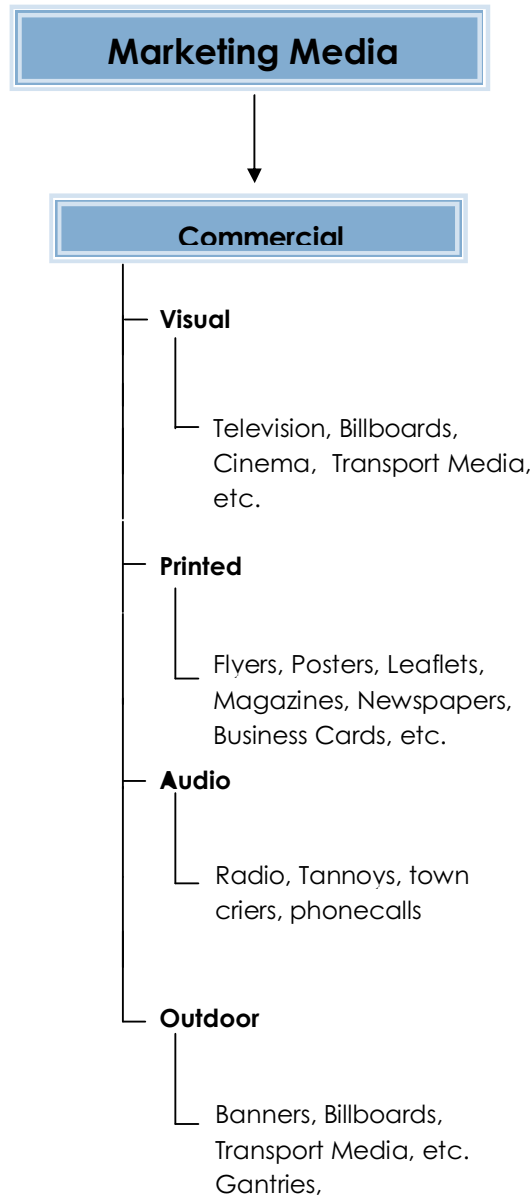 Marketing Media
Commercial
Visual
Television, Billboards,
Cinema, Transport Media,
etc.
Printed
Flyers, Posters, Leaflets,
Magazines, Newspapers,
Business Cards, etc.
Audio
Radio, Tannoys, town
criers, phonecalls
Outdoor
Banners, Billboards,
Transport Media, etc.
Gantries,